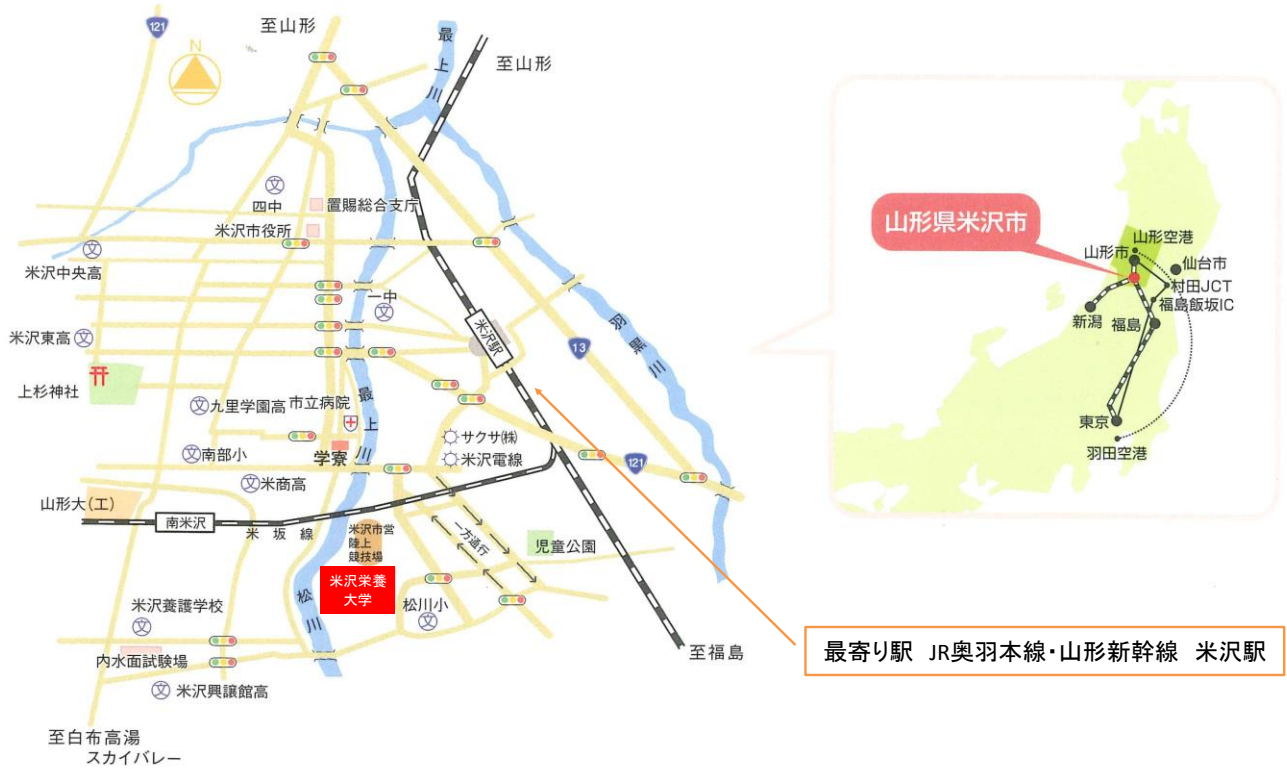 121
至山形
最上川
至山形
N
四中
置賜総合支庁
米沢市役所
米沢中央高
一中
米沢駅
13
羽黒川
米沢東高
上杉神社
九里学園高
市立病院
最上川
サクサ㈱
米沢電線
南部小
学寮
121
米商高
山形大(工)
南米沢
米坂線
米沢市営
陸上
競技場
一方通行
児童公園
米沢栄養
大学
松川小
松川
米沢養護学校
内水面試験場
米沢興譲館高
至福島
至白布高湯
スカイバレー
山形県米沢市
山形空港
山形市
仙台市
村田JCT
福島飯坂IC
新潟
福島
東京
羽田空港
最寄り駅 JR奥羽本線・山形新幹線 米沢駅
文
文
文
文
文
文
文
文
文
文